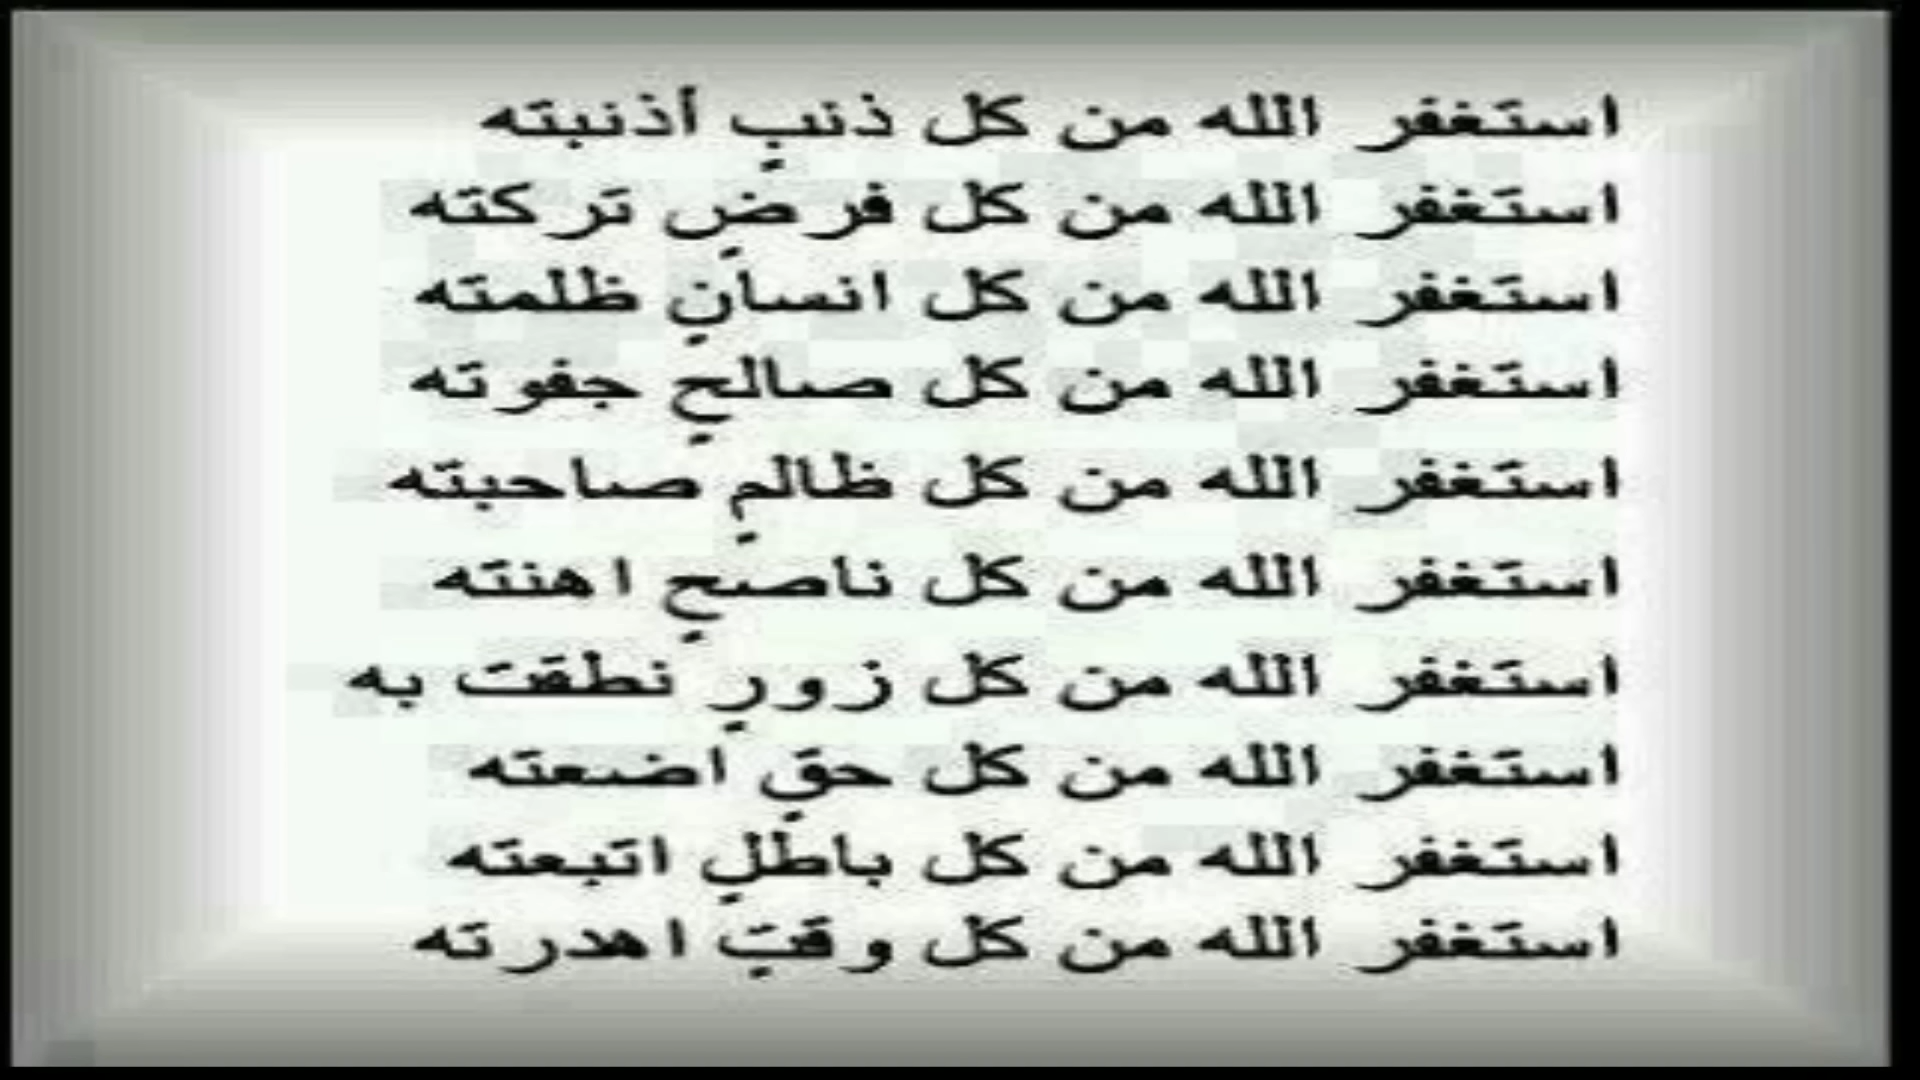 استغفر الله من كل ذنبٍ أذنبته
استغفر الله من كل فرضٍ تركته
استغفر الله من كل انسانٍ ظلمته
استغفر الله من كل صالحٍ جفوته
استغفر الله من كل ظالمٍ صاحبته
استغفر الله من كل ناصحٍ اهنته
استغفر الله من كل زورٍ نطقت به
استغفر الله من كل حقٍ اضعته
استغفر الله من كل باطلٍ اتبعته
استغفر الله من كل وقتٍ اهدرته